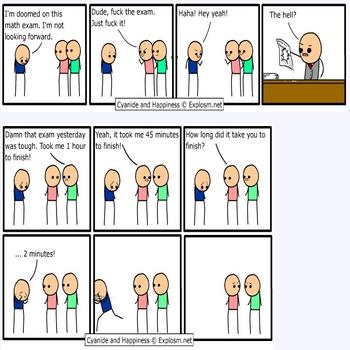 I'm doomed on this
math exam. I'm not
looking forward.
Dude, fuck the exam.
Just fuck it!
Haha! Hey yeah!
The hell?
Cyanide and Happiness © Explosm.net
Damn that exam yesterday
was tough. Took me 1 hour
to finish!
Yeah, it took me 45 minutes
to finish!
How long did it take you to
finish?
... 2 minutes!
Cyanide and Happiness © Explosm.net